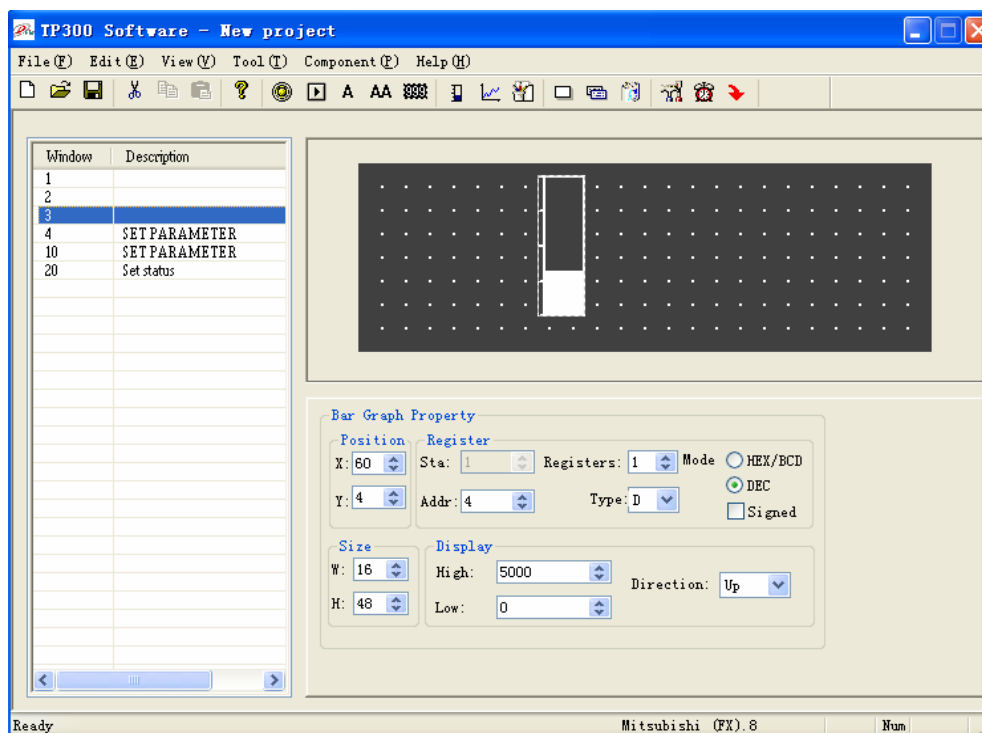 TP300 Software - New project
File(F) Edit(E) View(V) Tool(T) Component(P) Help(H)
A AA
Window Description
1
2
3
4 SET PARAMETER
10 SET PARAMETER
20 Set status
Bar Graph Property
Position Register
X: 60 Sta: 1 Registers: 1 Mode HEX/BCD
DEC
Y: 4 Addr: 4 Type: D Signed
Size Display
W: 16 High: 5000 Direction: Up
H: 48 Low: 0
Ready Mitsubishi (FX).8 Num